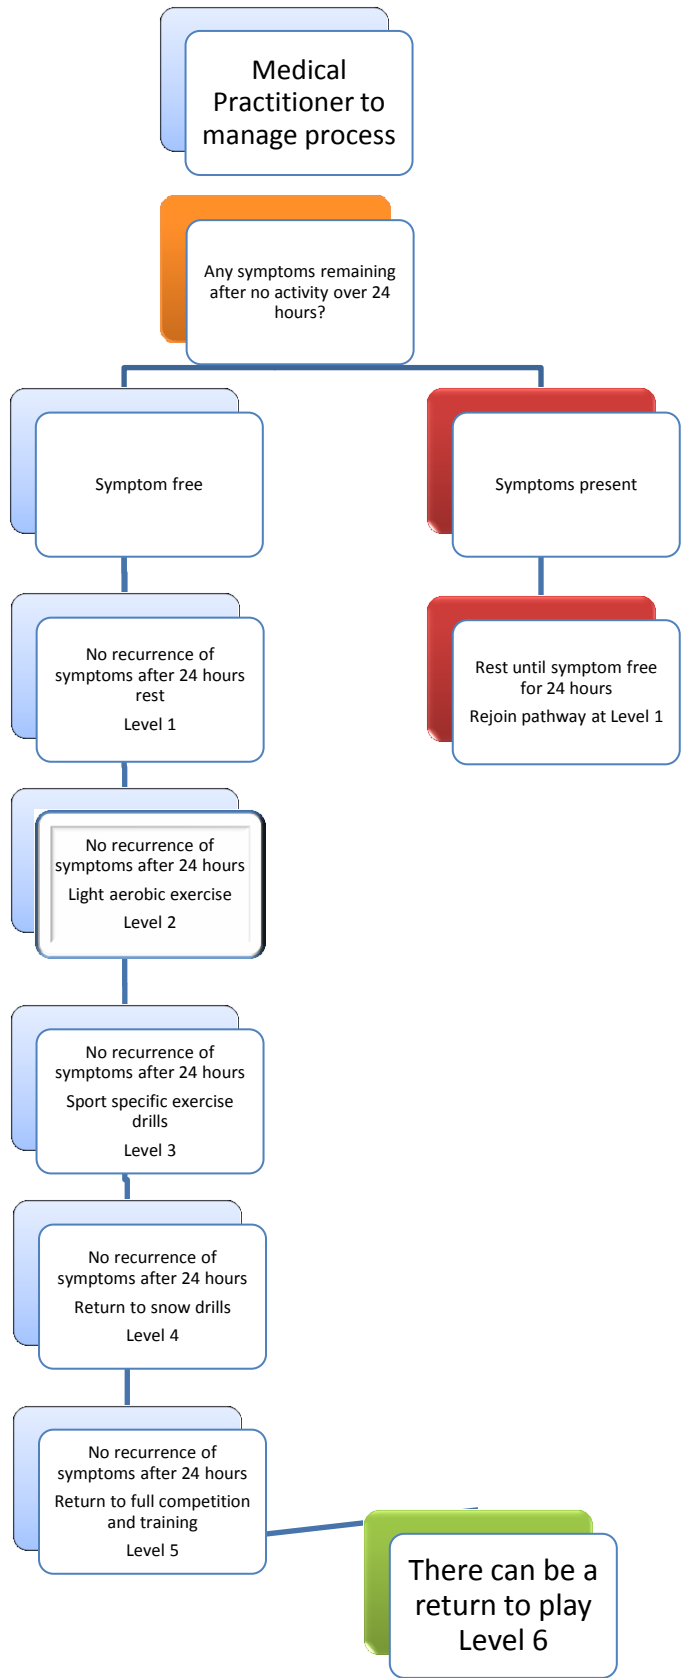 Medical
Practitioner to
manage process
Any symptoms remaining
after no activity over 24
hours?
Symptom free
Symptoms present
No recurrence of
symptoms after 24 hours
rest
Level 1
Rest until symptom free
for 24 hours
Rejoin pathway at Level 1
No recurrence of
symptoms after 24 hours
Light aerobic exercise
Level 2
No recurrence of
symptoms after 24 hours
Sport specific exercise
drills
Level 3
No recurrence of
symptoms after 24 hours
Return to snow drills
Level 4
No recurrence of
symptoms after 24 hours
Return to full competition
and training
Level 5
There can be a
return to play
Level 6